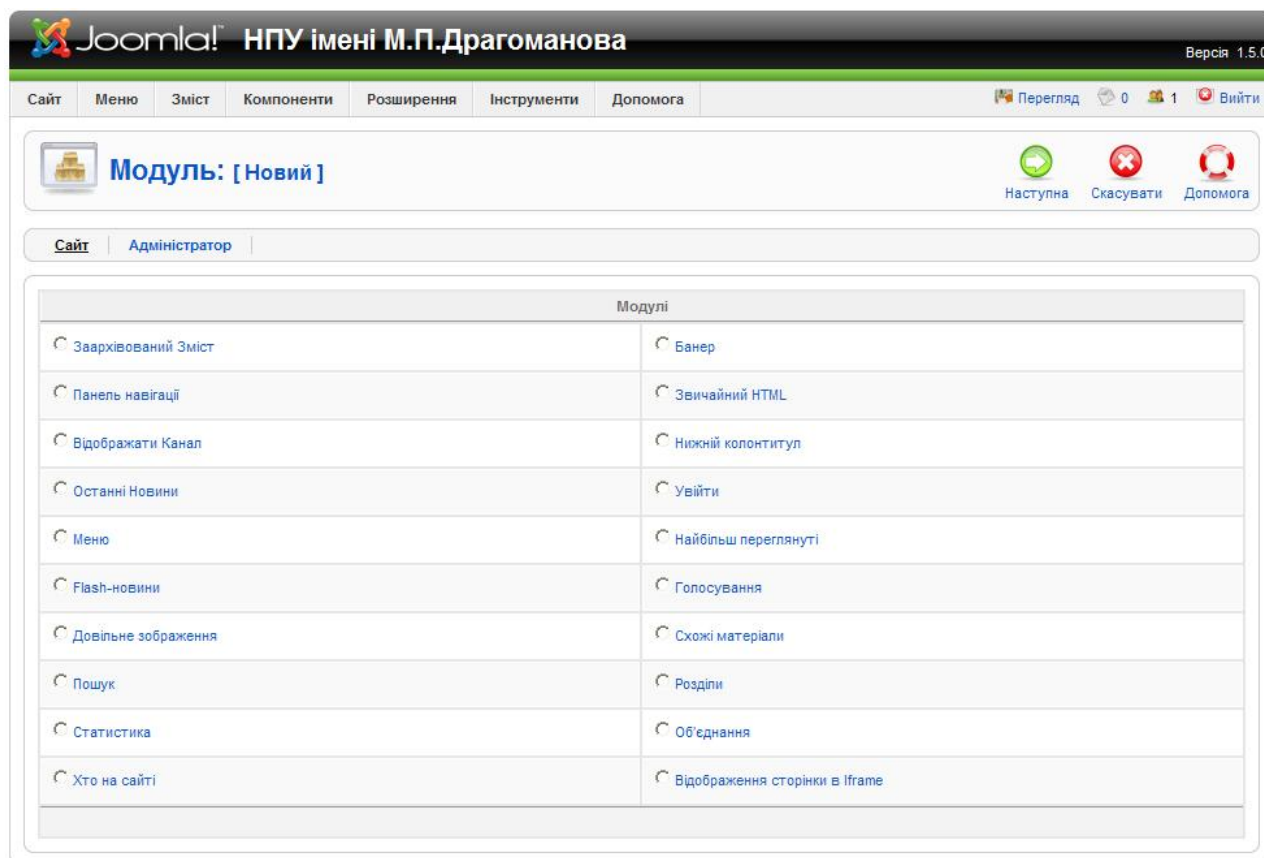 Joomla!™ НПУ імені М.П.Драгоманова
Версія 1.5.0
Сайт Меню Зміст Компоненти Розширення Інструменти Допомога Перегляд 0 1 Вийти
Модуль: [ Новий ]
Наступна Скасувати Допомога
Сайт Адміністратор
Модулі
Заархівований Зміст Банер
Панель навігації Звичайний HTML
Відображати Канал Нижній колонтитул
Останні Новини Увійти
Меню Найбільш переглянуті
Flash-новини Голосування
Довільне зображення Схожі матеріали
Пошук Розділи
Статистика Об'єднання
Хто на сайті Відображення сторінки в Iframe